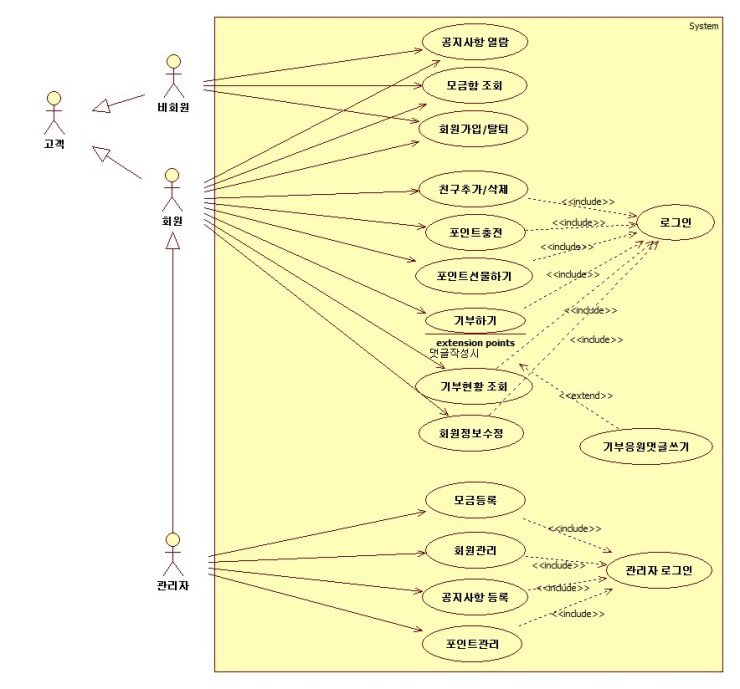 System
공지사항 열람
모금함 조회
비회원
회원가입/탈퇴
고객
친구추가/삭제
<<include>>
회원
로그인
포인트충전
<<include>>
<<include>>
포인트선물하기
<<include>>
기부하기
<<include>>
extension points
댓글작성시
<<include>>
기부현황 조회
<<extend>>
회원정보수정
기부응원댓글쓰기
모금등록
<<include>>
회원관리
<<include>>
관리자 로그인
관리자
<<include>>
공지사항 등록
<<include>>
포인트관리